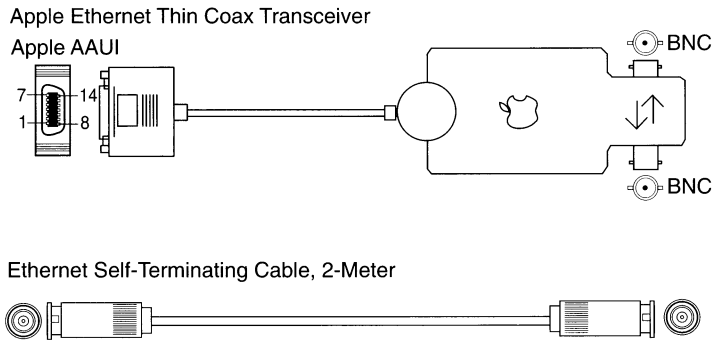 Apple Ethernet Thin Coax Transceiver
Apple AAUI
BNC
7 14
1 8
BNC
Ethernet Self-Terminating Cable, 2-Meter